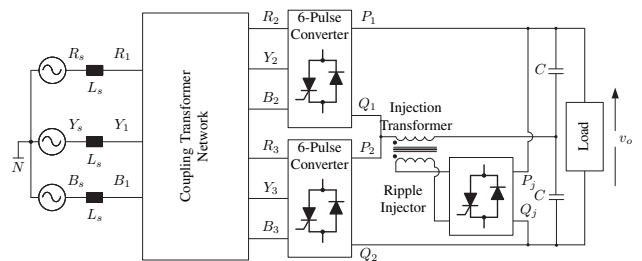 R_2
6-Pulse
Converter
P_1
R_s
R_1
L_s
Y_2
B_2
Q_1
C
Injection
Transformer
Coupling Transformer
Network
Y_s
Y_1
L_s
N
R_3
6-Pulse
Converter
P_2
Load
v_o
B_s
B_1
L_s
Y_3
B_3
Q_2
Ripple
Injector
P_j
Q_j
C